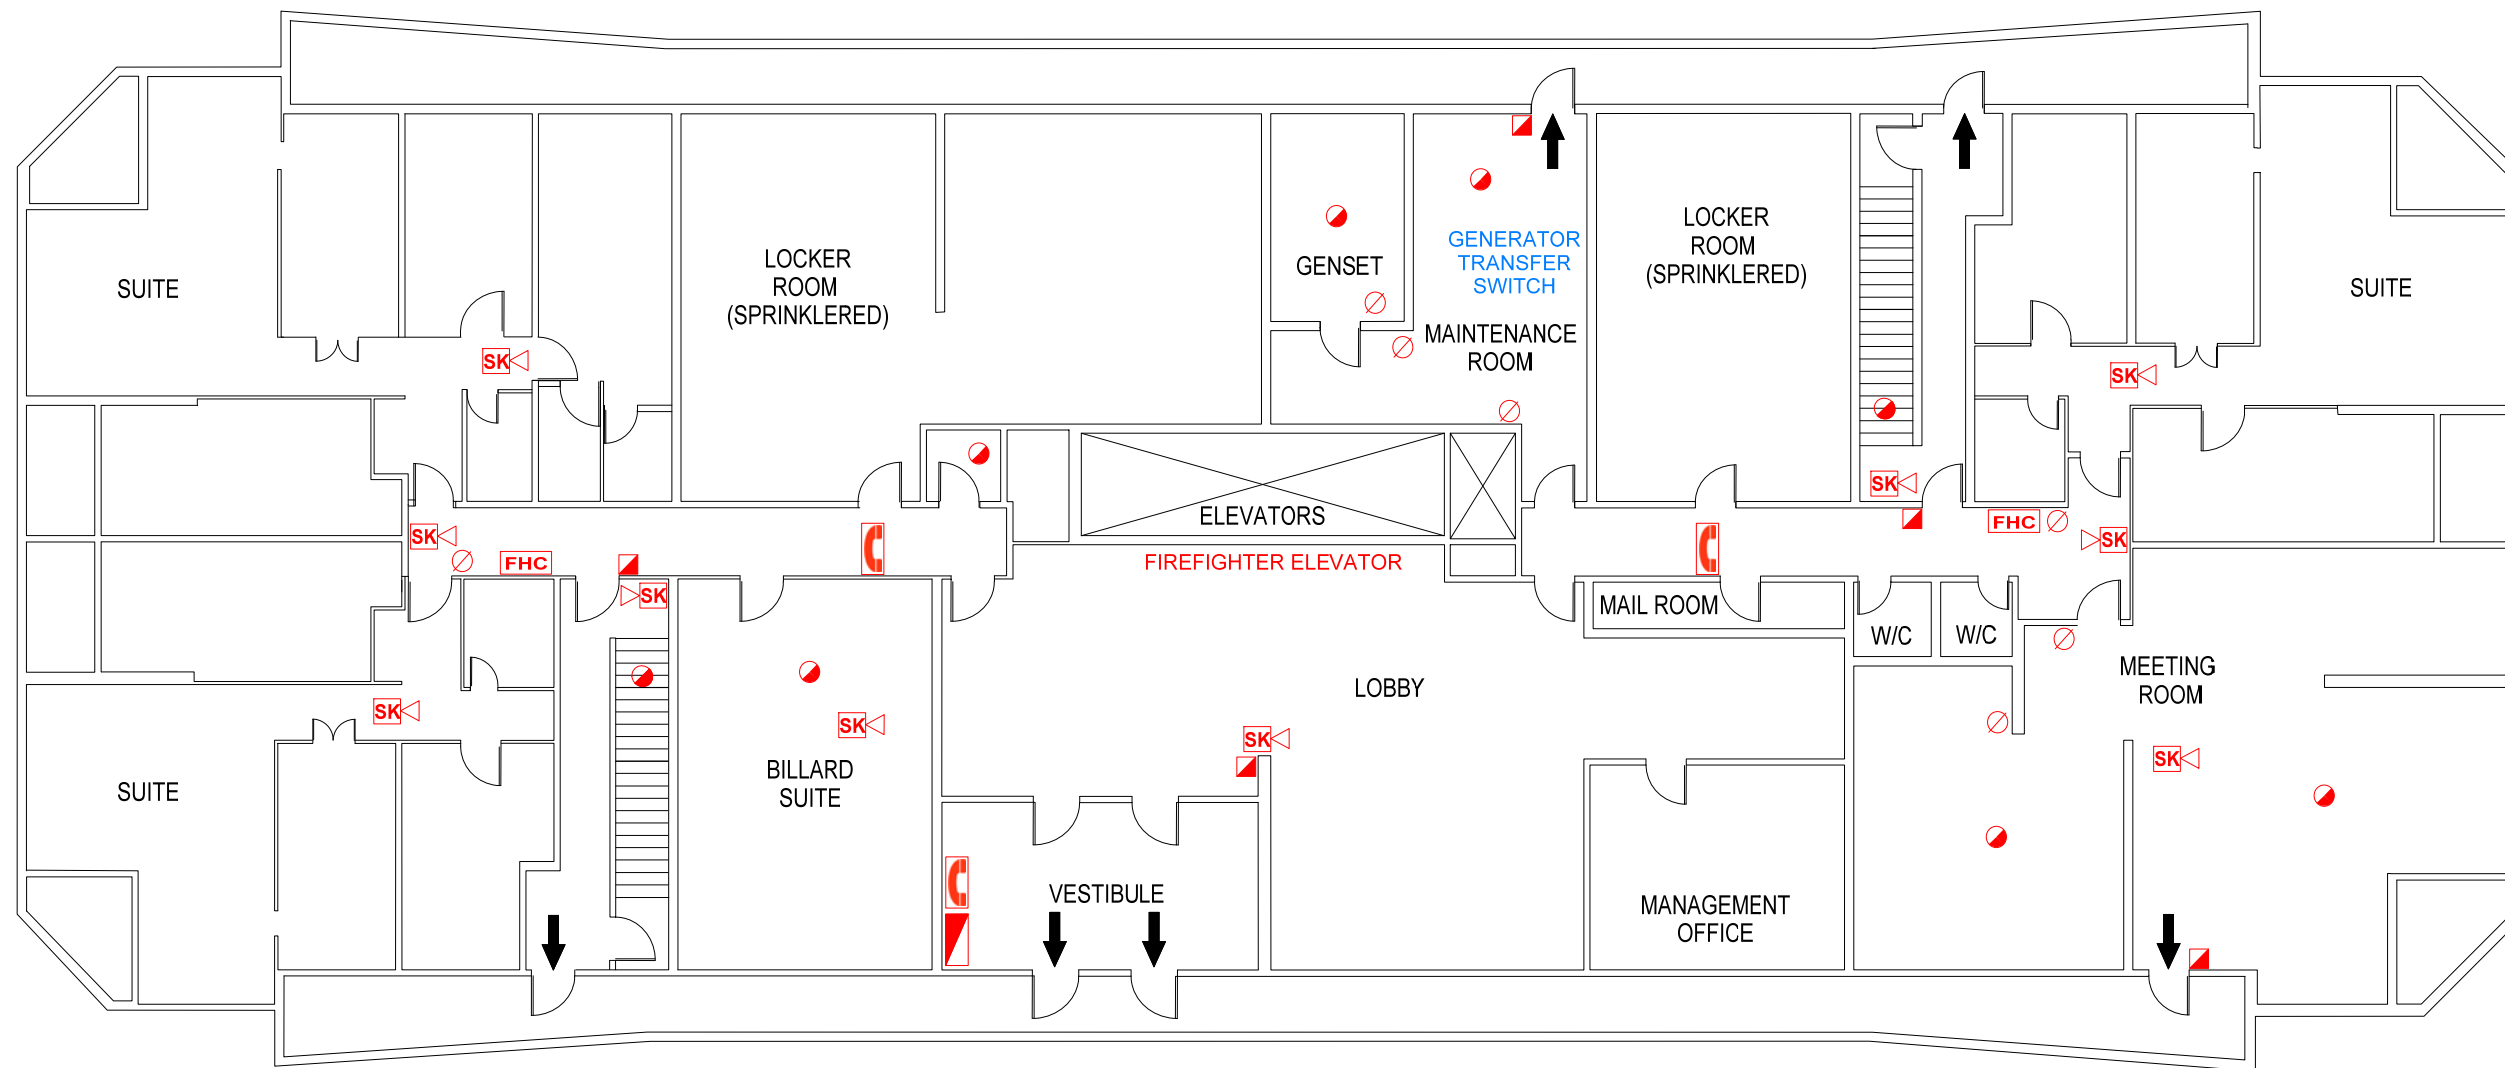 LOCKER
ROOM
(SPRINKLERED)
GENSET
GENERATOR
TRANSFER
SWITCH
MAINTENANCE
ROOM
LOCKER
ROOM
(SPRINKLERED)
SUITE
SUITE
SK
SK
SK
SK
FHC
ELEVATORS
FIREFIGHTER ELEVATOR
FHC
SK
SK
MAIL ROOM
W/C
W/C
MEETING
ROOM
LOBBY
SK
SK
SK
SK
BILLARD
SUITE
SUITE
VESTIBULE
MANAGEMENT
OFFICE